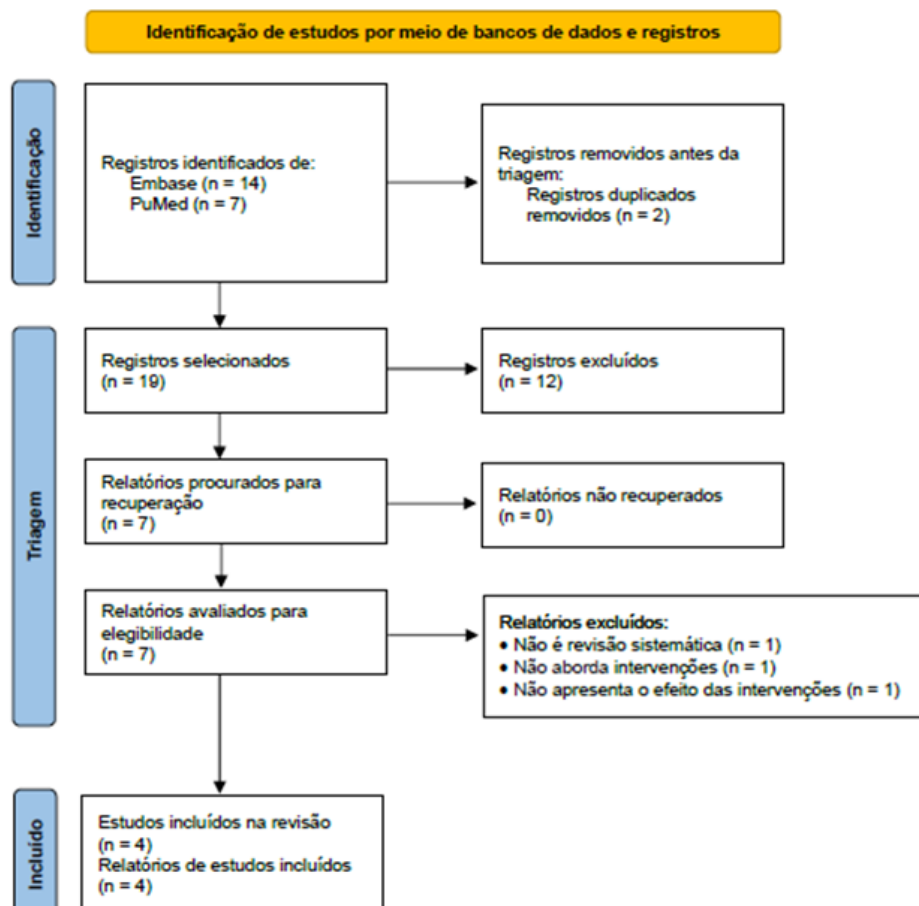 Identificação de estudos por meio de bancos de dados e registros
Identificação
Registros identificados de:
Embase (n = 14)
PuMed (n = 7)
Registros removidos antes da
triagem:
Registros duplicados
removidos (n = 2)
Triagem
Registros selecionados
(n = 19)
Registros excluídos
(n = 12)
Relatórios procurados para
recuperação
(n = 7)
Relatórios não recuperados
(n = 0)
Relatórios avaliados para
elegibilidade
(n = 7)
Relatórios excluídos:
• Não é revisão sistemática (n = 1)
• Não aborda intervenções (n = 1)
• Não apresenta o efeito das intervenções (n = 1)
Incluído
Estudos incluídos na revisão
(n = 4)
Relatórios de estudos incluídos
(n = 4)